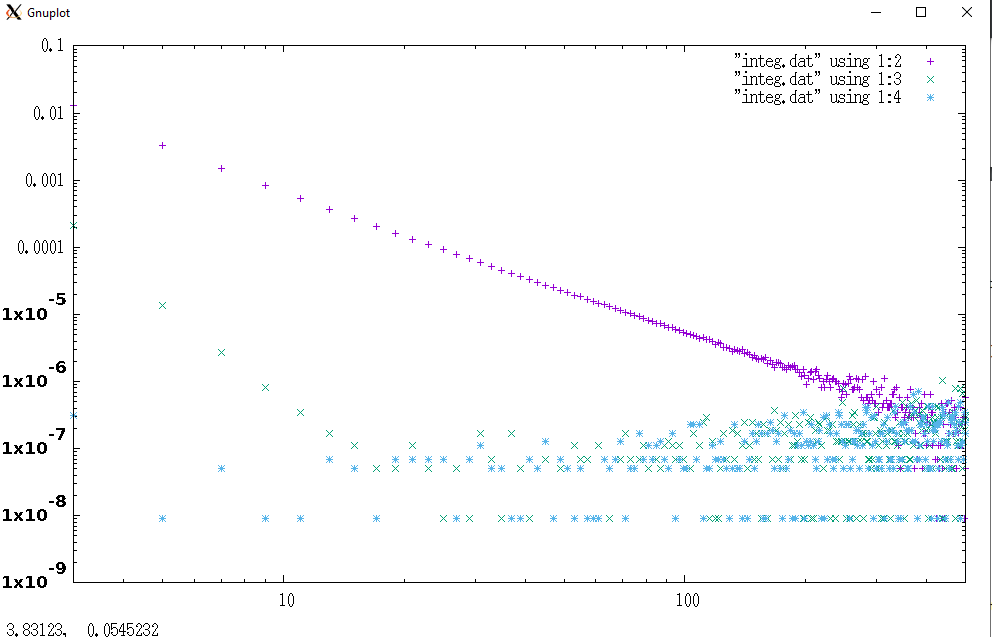 Gnuplot
0.1
"integ.dat" using 1:2
"integ.dat" using 1:3
"integ.dat" using 1:4
0.01
0.001
0.0001
1x10-5
1x10-6
1x10-7
1x10-8
1x10-9
10
100
3.83123, 0.0545232